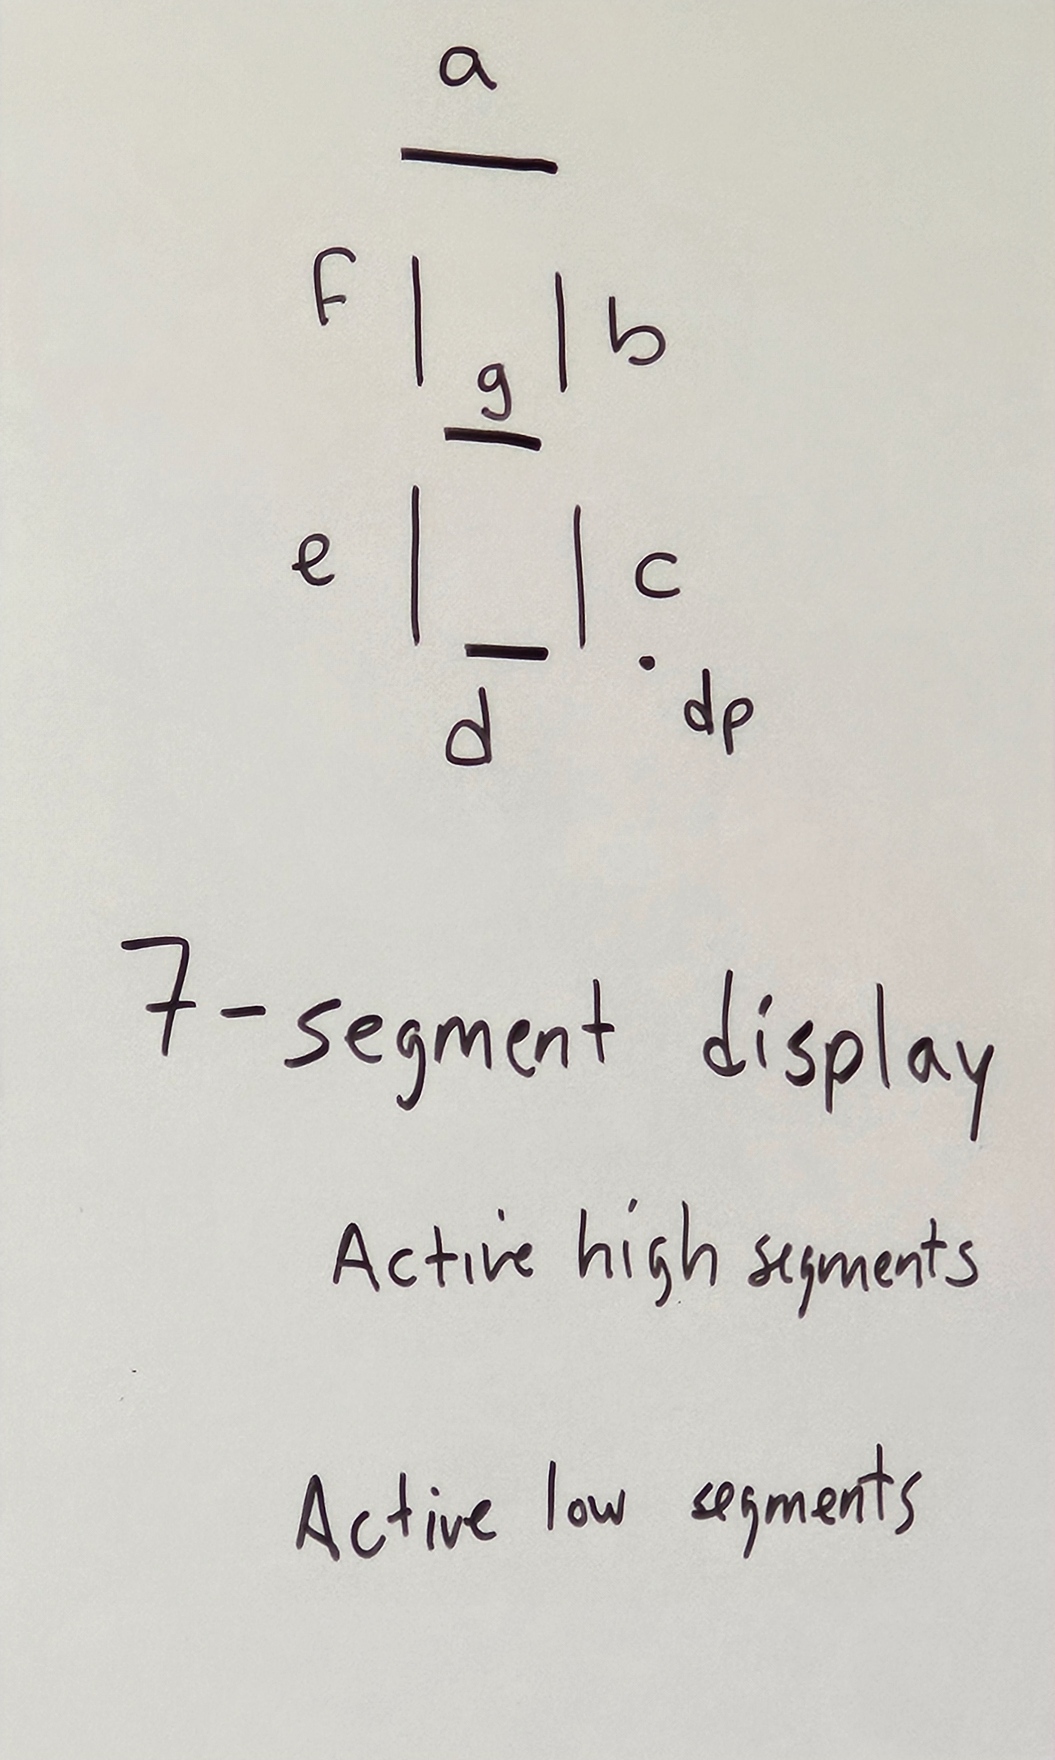 a
f b
g
e c
d dp
7-segment display
Active high segments
Active low segments